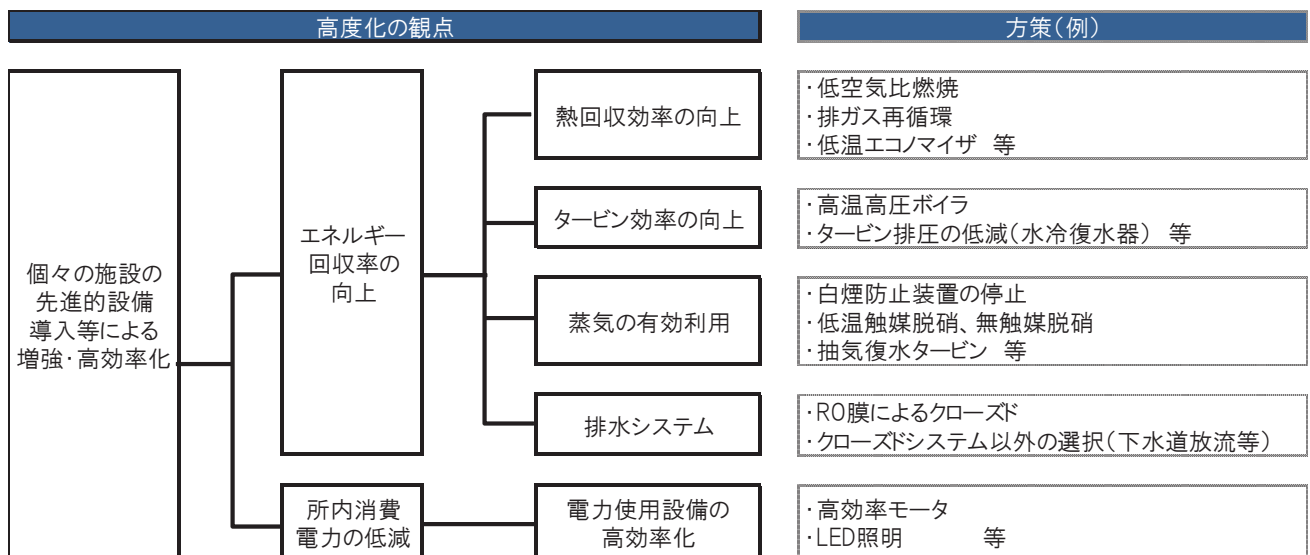 高度化の観点
方策(例)
個々の施設の
先進的設備
導入等による
増強・高効率化
エネルギー
回収率の
向上
熱回収効率の向上
・低空気比燃焼
・排ガス再循環
・低温エコノマイザ 等
タービン効率の向上
・高温高圧ボイラ
・タービン排圧の低減(水冷復水器) 等
蒸気の有効利用
・白煙防止装置の停止
・低温触媒脱硝、無触媒脱硝
・抽気復水タービン 等
排水システム
・RO膜によるクローズド
・クローズドシステム以外の選択(下水道放流等)
所内消費
電力の低減
電力使用設備の
高効率化
・高効率モータ
・LED照明 等